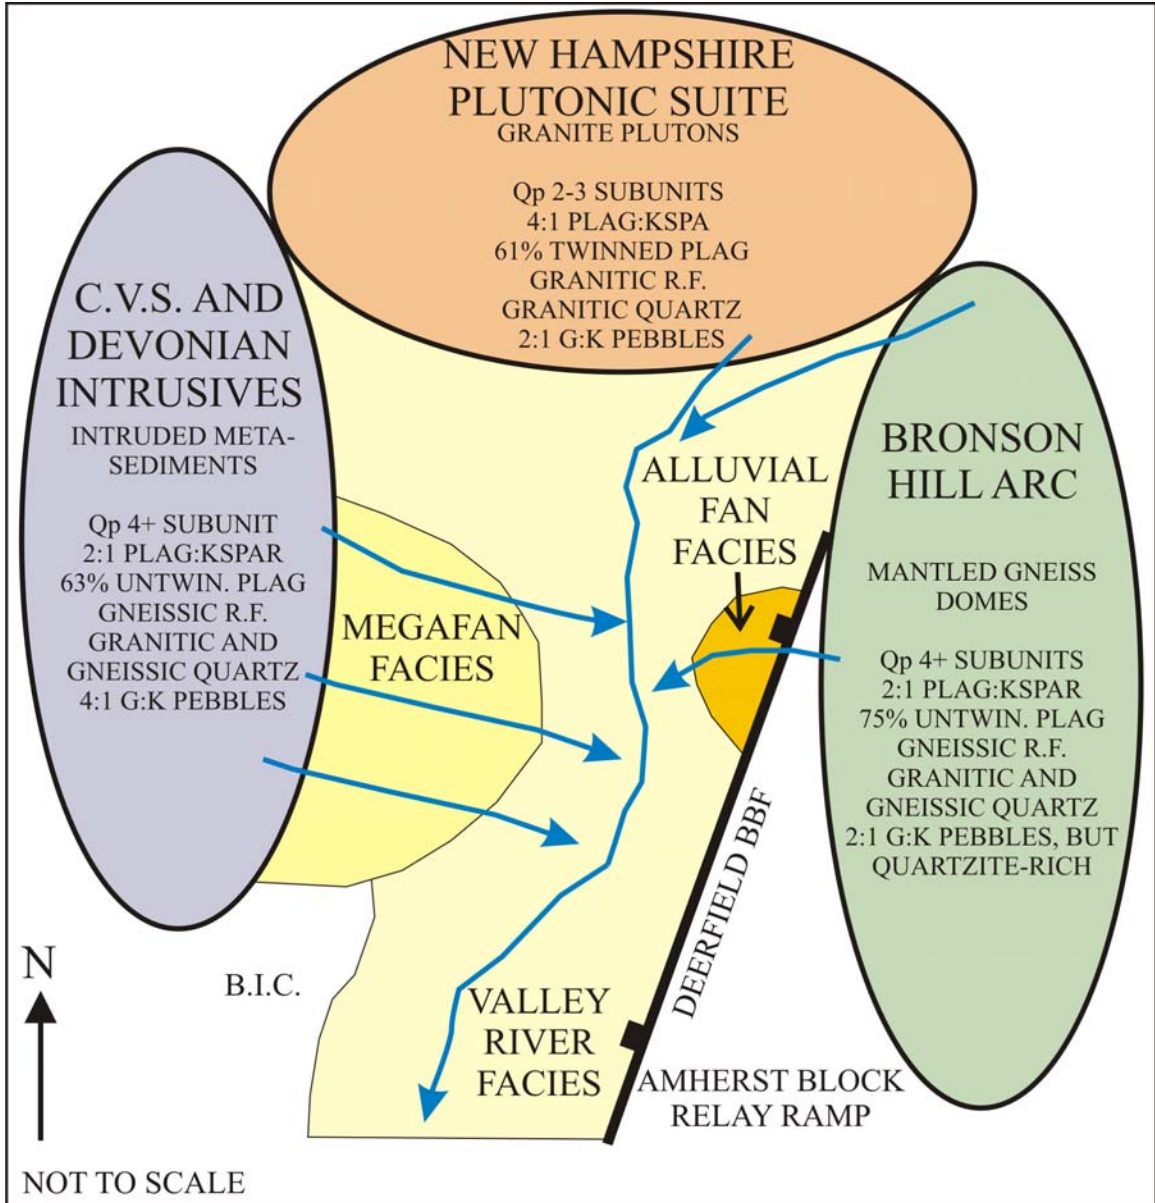 NEW HAMPSHIRE
PLUTONIC SUITE
GRANITE PLUTONS
Qp 2-3 SUBUNITS
4:1 PLAG:KSPA
61% TWINNED PLAG
GRANITIC R.F.
GRANITIC QUARTZ
2:1 G:K PEBBLES
C.V.S. AND
DEVONIAN
INTRUSIVES
INTRUDED META-
SEDIMENTS
Qp 4+ SUBUNIT
2:1 PLAG:KSPAR
63% UNTWIN. PLAG
GNEISSIC R.F.
GRANITIC AND
GNEISSIC QUARTZ
4:1 G:K PEBBLES
BRONSON
HILL ARC
MANTLED GNEISS
DOMES
Qp 4+ SUBUNITS
2:1 PLAG:KSPAR
75% UNTWIN. PLAG
GNEISSIC R.F.
GRANITIC AND
GNEISSIC QUARTZ
2:1 G:K PEBBLES, BUT
QUARTZITE-RICH
ALLUVIAL
FAN
FACIES
MEGAFAN
FACIES
DEERFIELD BBF
B.I.C.
VALLEY
RIVER
FACIES
AMHERST BLOCK
RELAY RAMP
N
NOT TO SCALE